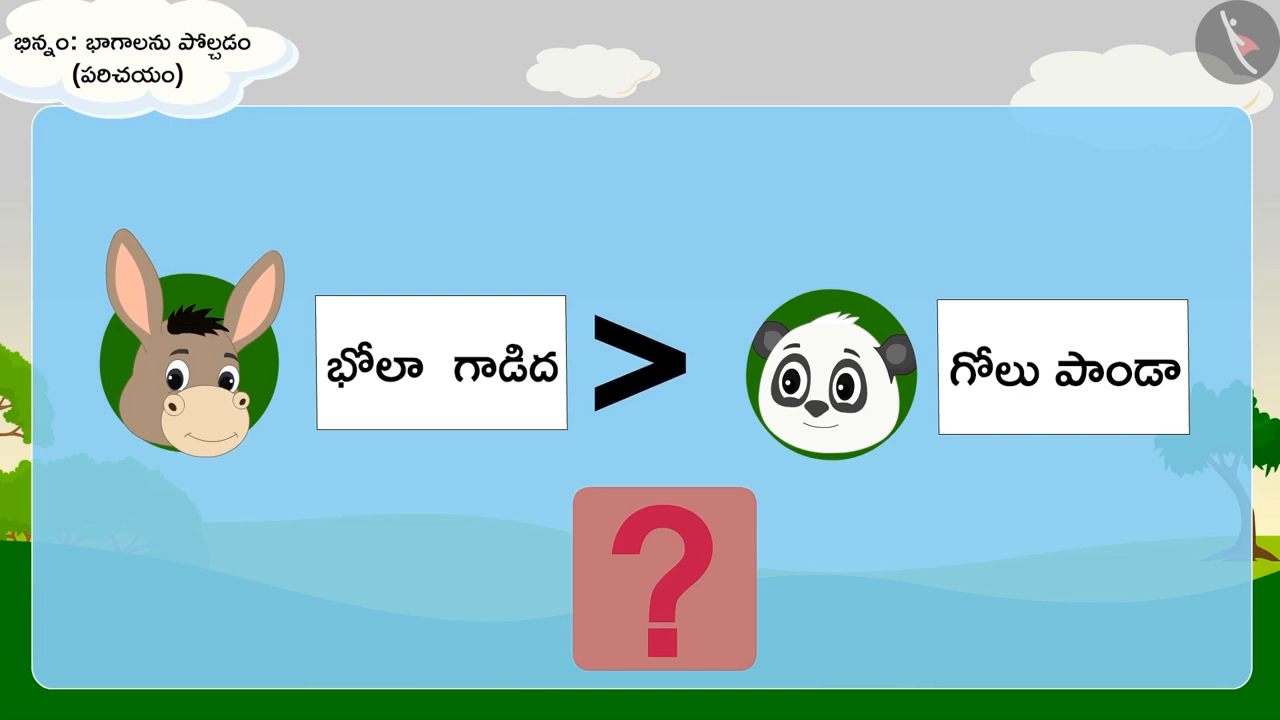 భిన్నం: భాగాలను పోల్చడం
(పరిచయం)
భోలా గాడిద > గోలు పాండా
?